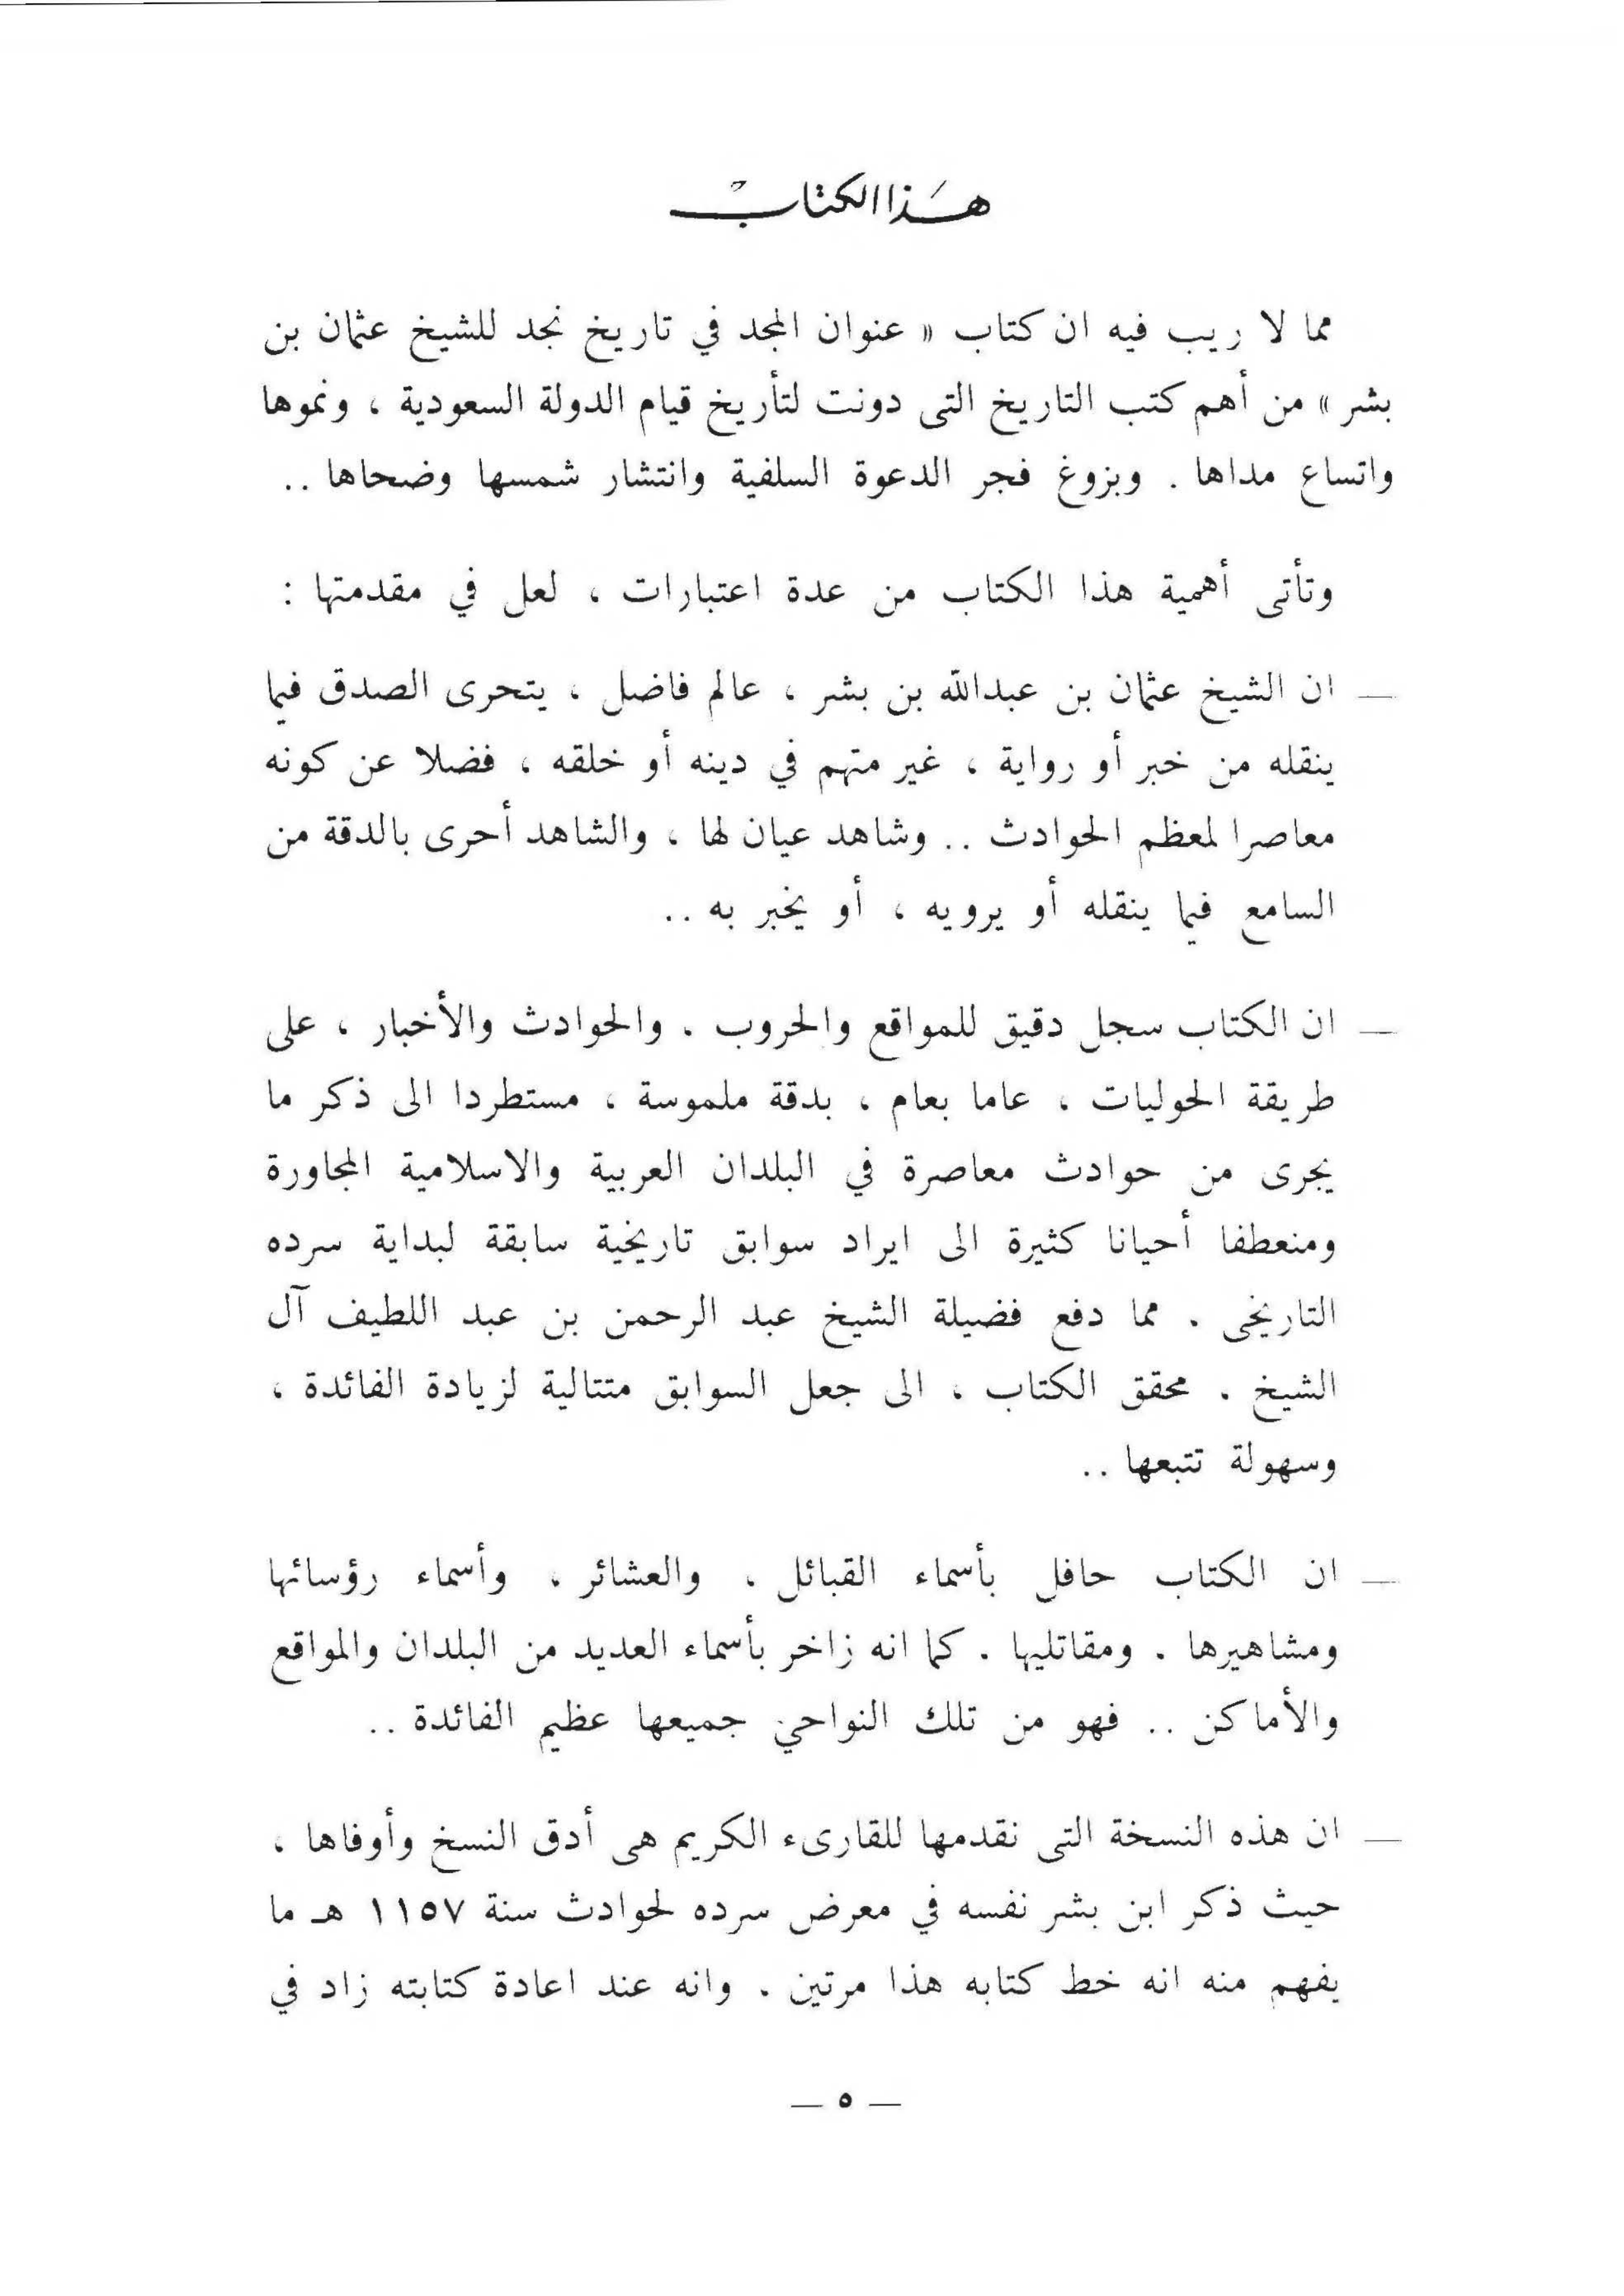 هذا الكتاب
مما لا ريب فيه ان كتاب « عنوان المجد في تاريخ نجد للشيخ عثمان بن
بشر » من أهم كتب التاريخ التى دونت لتأريخ قيام الدولة السعودية ، ونموها
واتساع مداها . وبزوغ فجر الدعوة السلفية وانتشار شمسها وضحاها ..
وتأتى أهمية هذا الكتاب من عدة اعتبارات ، لعل في مقدمتها :
— ان الشيخ عثمان بن عبدالله بن بشر ، عالم فاضل ، يتحرى الصدق فيما
ينقله من خبر أو رواية ، غير متهم في دينه أو خلقه ، فضلا عن كونه
معاصرا لمعظم الحوادث .. وشاهد عيان لها ، والشاهد أحرى بالدقة من
السامع فيما ينقله أو يرويه ، أو يخبر به ..
— ان الكتاب سجل دقيق للمواقع والحروب . والحوادث والأخبار ، على
طريقة الحوليات ، عاما بعام ، بدقة ملموسة ، مستطردا الى ذكر ما
يجرى من حوادث معاصرة في البلدان العربية والاسلامية المجاورة
ومنعطفا أحيانا كثيرة الى ايراد سوابق تاريخية سابقة لبداية سرده
التاريخى . مما دفع فضيلة الشيخ عبد الرحمن بن عبد اللطيف آل
الشيخ . محقق الكتاب ، الى جعل السوابق متتالية لزيادة الفائدة ،
وسهولة تتبعها ..
— ان الكتاب حافل بأسماء القبائل ، والعشائر ، وأسماء رؤسائها
ومشاهيرها . ومقاتليها . كما انه زاخر بأسماء العديد من البلدان والمواقع
والأماكن .. فهو من تلك النواحي جميعها عظيم الفائدة ..
— ان هذه النسخة التى نقدمها للقارىء الكريم هى أدق النسخ وأوفاها ،
حيث ذكر ابن بشر نفسه في معرض سرده لحوادث سنة ١١٥٧ هـ ما
يفهم منه انه خط كتابه هذا مرتين . وانه عند اعادة كتابته زاد في
— ٥ —